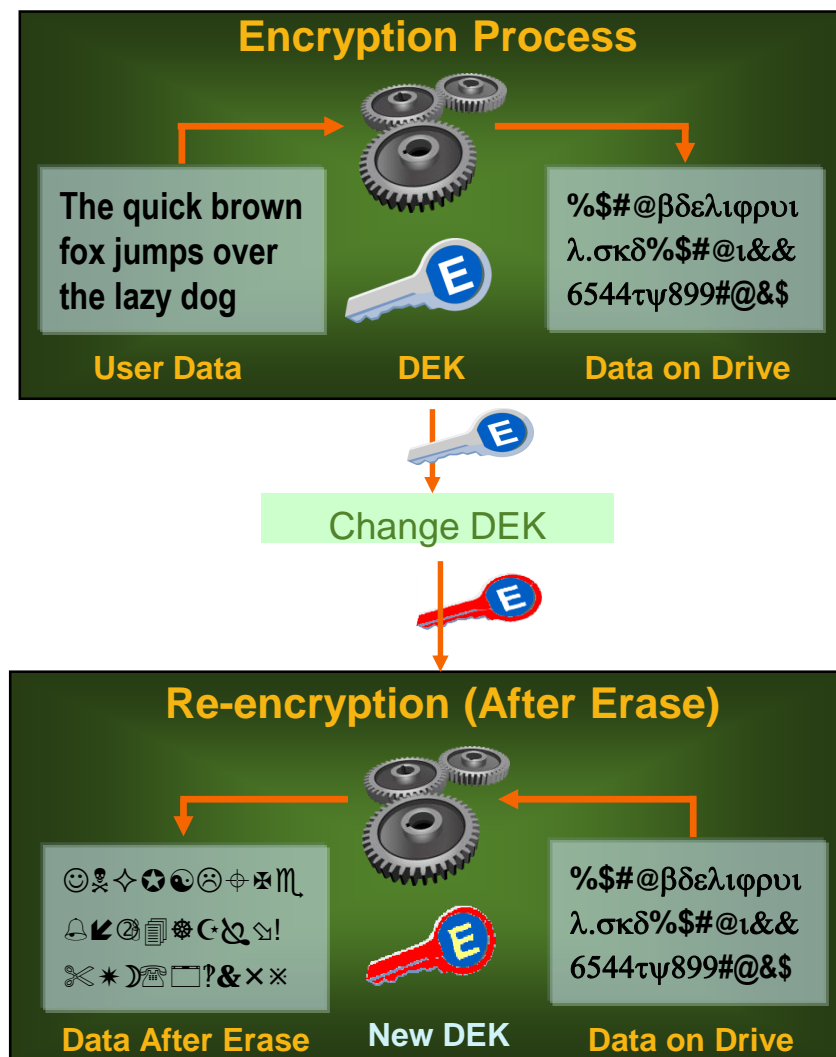 Encryption Process
The quick brown
fox jumps over
the lazy dog
E
%$#@βδελιφρυι
λ.σκδ%$#@ι&&
6544τψ899#@&$
User Data DEK Data on Drive
E
Change DEK
E
Re-encryption (After Erase)
☺☠✧✪☯☹⌖✠♏
✂✴☽☎🗔‽&✕※
E
%$#@βδελιφρυι
λ.σκδ%$#@ι&&
6544τψ899#@&$
Data After Erase New DEK Data on Drive